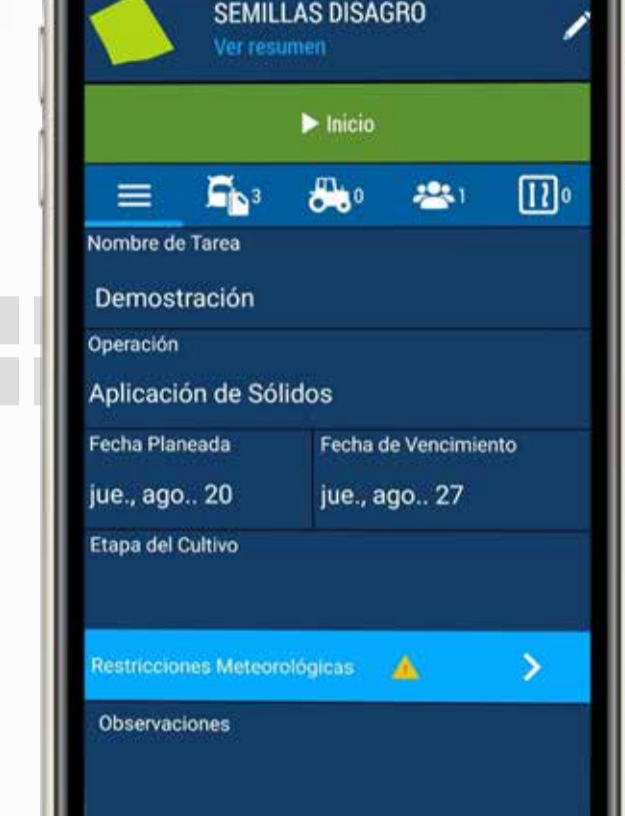 SEMILLAS DISAGRO
Ver resumen
Inicio
3 0 1 0
Nombre de Tarea
Demostración
Operación
Aplicación de Sólidos
Fecha Planeada Fecha de Vencimiento
jue., ago.. 20 jue., ago.. 27
Etapa del Cultivo
Restricciones Meteorológicas
Observaciones